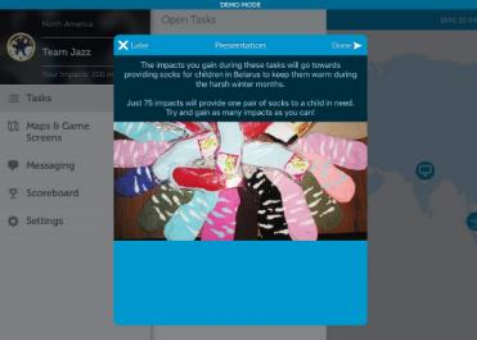 DEMO MODE
North America
Team Jazz
Your Impacts: 200
Tasks
Maps & Game
Screens
Messaging
Scoreboard
Settings
Open Tasks
Later
Presentation
Done
The impacts you gain during these tasks will go towards
providing socks for children in Belarus to keep them warm during
the harsh winter months.
Just 75 impacts will provide one pair of socks to a child in need.
Try and gain as many impacts as you can!